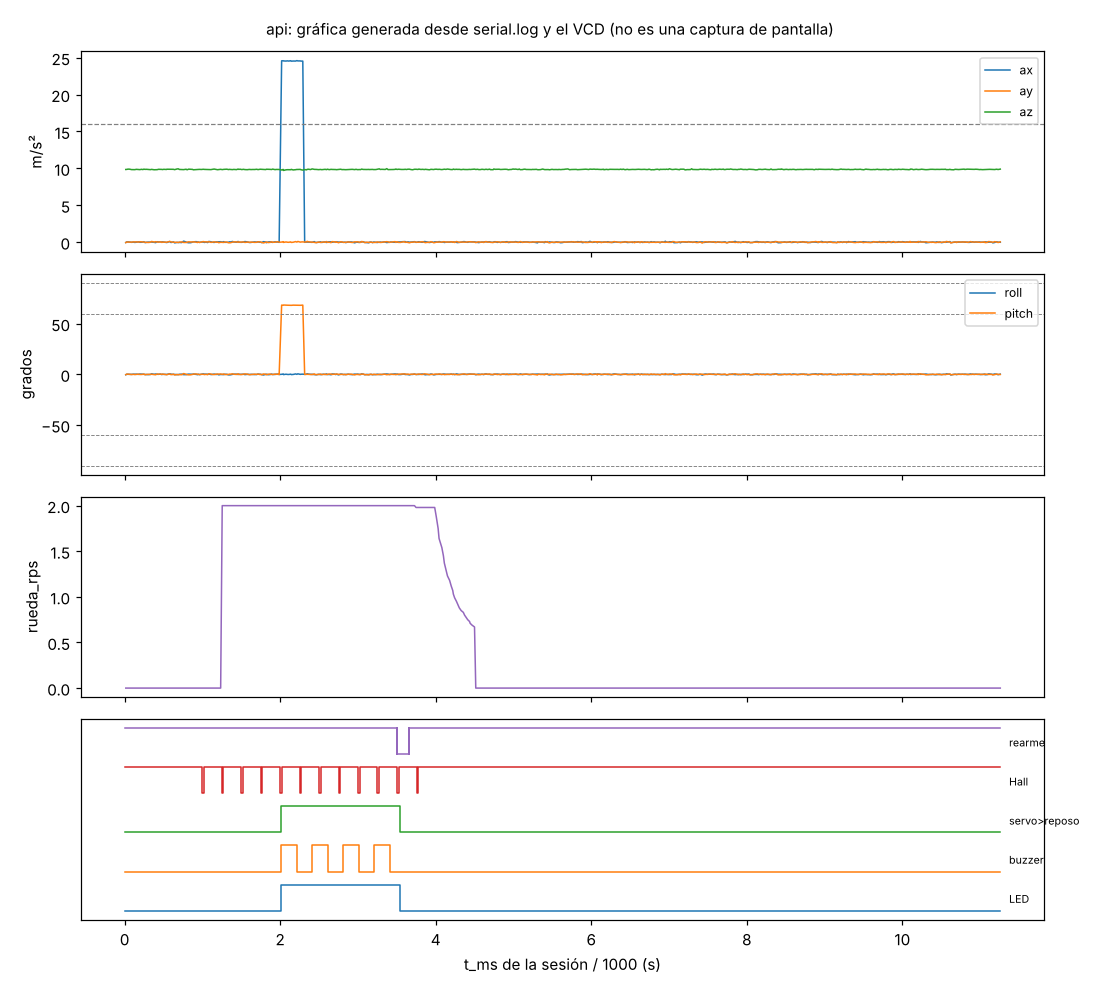 api: gráfica generada desde serial.log y el VCD (no es una captura de pantalla)
25
20
15
10
5
0
m/s²
ax
ay
az
50
0
−50
grados
roll
pitch
2.0
1.5
1.0
0.5
0.0
rueda_rps
rearme
Hall
servo>reposo
buzzer
LED
0 2 4 6 8 10
t_ms de la sesión / 1000 (s)